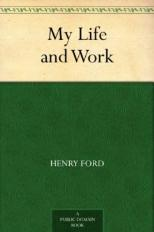 My Life
and Work
HENRY FORD
A
PUBLIC DOMAIN
BOOK